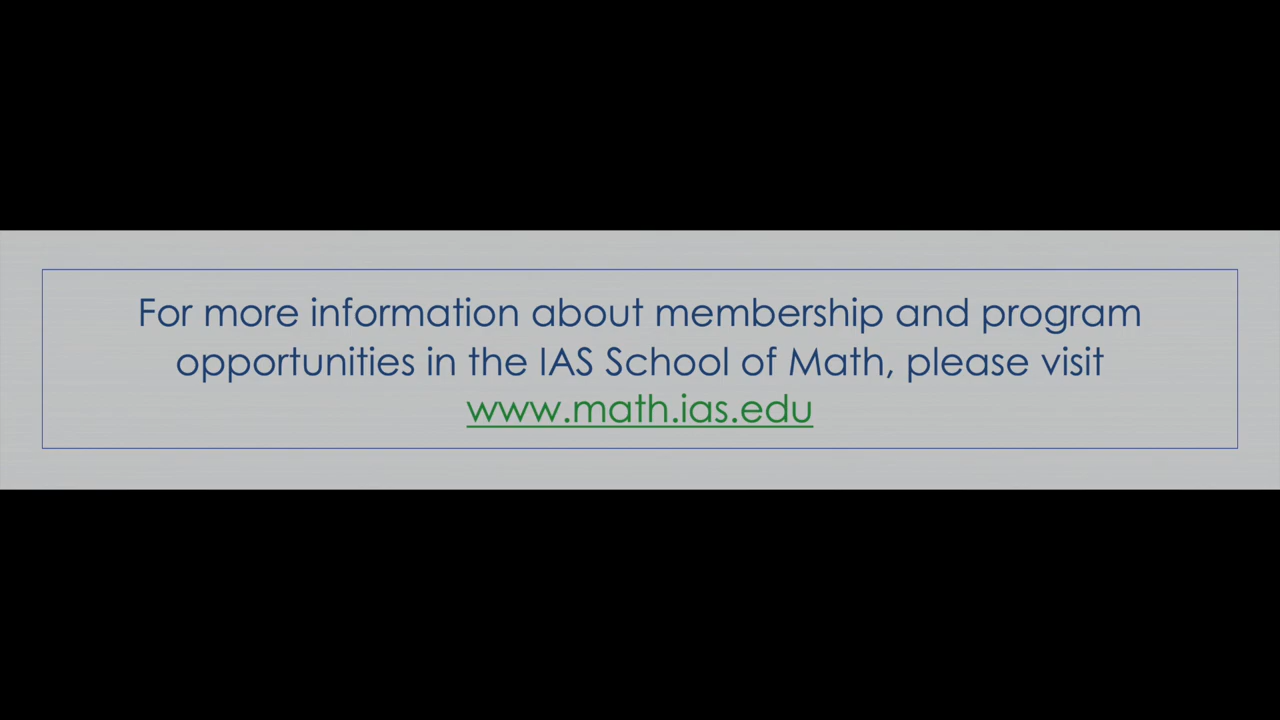 For more information about membership and program
opportunities in the IAS School of Math, please visit
www.math.ias.edu